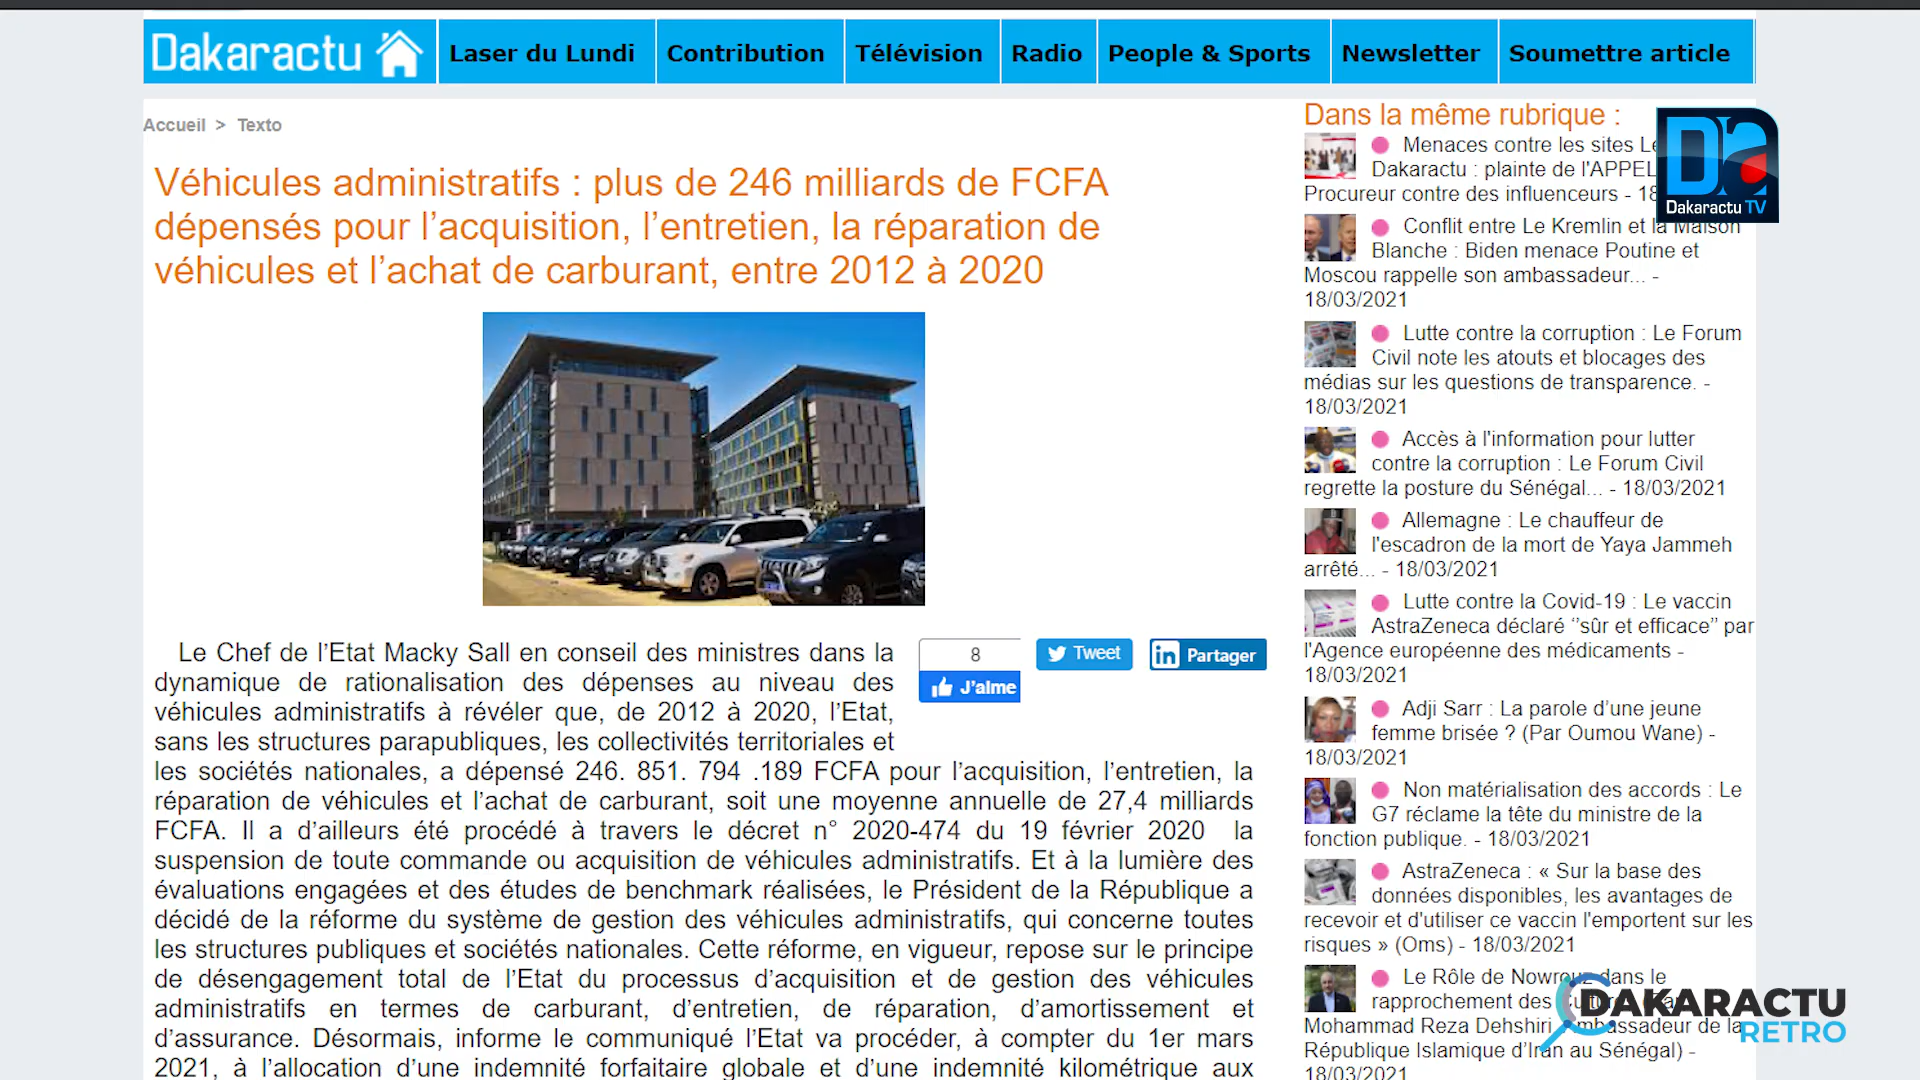 Dakaractu
Laser du Lundi
Contribution
Télévision
Radio
People & Sports
Newsletter
Soumettre article
Accueil > Texto
Véhicules administratifs : plus de 246 milliards de FCFA
dépensés pour l’acquisition, l’entretien, la réparation de
véhicules et l’achat de carburant, entre 2012 à 2020
Le Chef de l’Etat Macky Sall en conseil des ministres dans la
dynamique de rationalisation des dépenses au niveau des
véhicules administratifs à révéler que, de 2012 à 2020, l’Etat,
sans les structures parapubliques, les collectivités territoriales et
les sociétés nationales, a dépensé 246. 851. 794 .189 FCFA pour l’acquisition, l’entretien, la
réparation de véhicules et l’achat de carburant, soit une moyenne annuelle de 27,4 milliards
FCFA. Il a d’ailleurs été procédé à travers le décret n° 2020-474 du 19 février 2020 la
suspension de toute commande ou acquisition de véhicules administratifs. Et à la lumière des
évaluations engagées et des études de benchmark réalisées, le Président de la République a
décidé de la réforme du système de gestion des véhicules administratifs, qui concerne toutes
les structures publiques et sociétés nationales. Cette réforme, en vigueur, repose sur le principe
de désengagement total de l’Etat du processus d’acquisition et de gestion des véhicules
administratifs en termes de carburant, d’entretien, de réparation, d’amortissement et
d’assurance. Désormais, informe le communiqué l’Etat va procéder, à compter du 1er mars
2021, à l’allocation d’une indemnité forfaitaire globale et d’une indemnité kilométrique aux
8
J’aime
Tweet
in Partager
Dans la même rubrique :
Menaces contre les sites
Dakaractu : plainte de l'APPEL
Procureur contre des influenceurs -
Conflit entre Le Kremlin et la Maison
Blanche : Biden menace Poutine et
Moscou rappelle son ambassadeur... -
18/03/2021
Lutte contre la corruption : Le Forum
Civil note les atouts et blocages des
médias sur les questions de transparence. -
18/03/2021
Accès à l'information pour lutter
contre la corruption : Le Forum Civil
regrette la posture du Sénégal... - 18/03/2021
Allemagne : Le chauffeur de
l'escadron de la mort de Yaya Jammeh
arrêté... - 18/03/2021
Lutte contre la Covid-19 : Le vaccin
AstraZeneca déclaré ‘’sûr et efficace’’ par
l'Agence européenne des médicaments -
18/03/2021
Adji Sarr : La parole d’une jeune
femme brisée ? (Par Oumou Wane) -
18/03/2021
Non matérialisation des accords : Le
G7 réclame la tête du ministre de la
fonction publique. - 18/03/2021
AstraZeneca : « Sur la base des
données disponibles, les avantages de
recevoir et d'utiliser ce vaccin l'emportent sur les
risques » (Oms) - 18/03/2021
Le Rôle de Nowrouz dans le
rapprochement des
Mohammad Reza Dehshiri Ambassadeur de la
République Islamique d’Iran au Sénégal) -
18/03/2021
Da
Dakaractu TV
DAKARACTU
RETRO